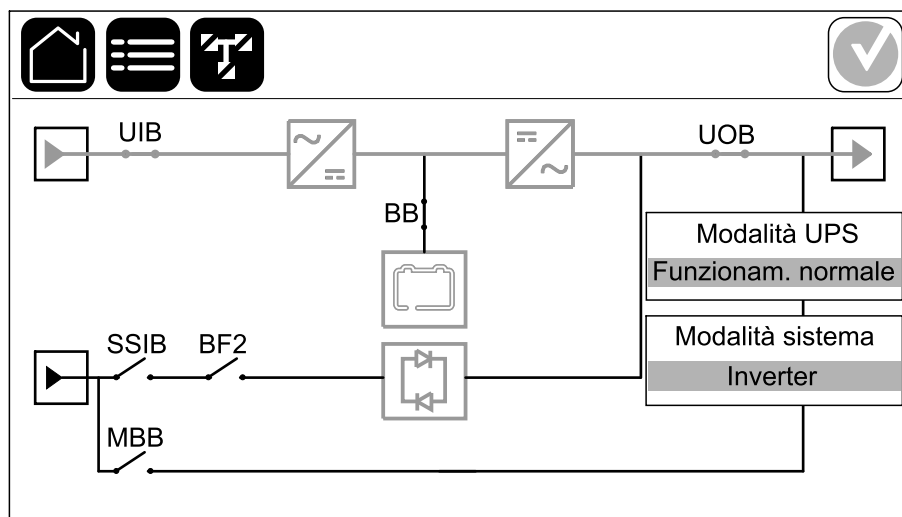 UIB
UOB
BB
Modalità UPS
Funzionam. normale
Modalità sistema
Inverter
SSIB BF2
MBB